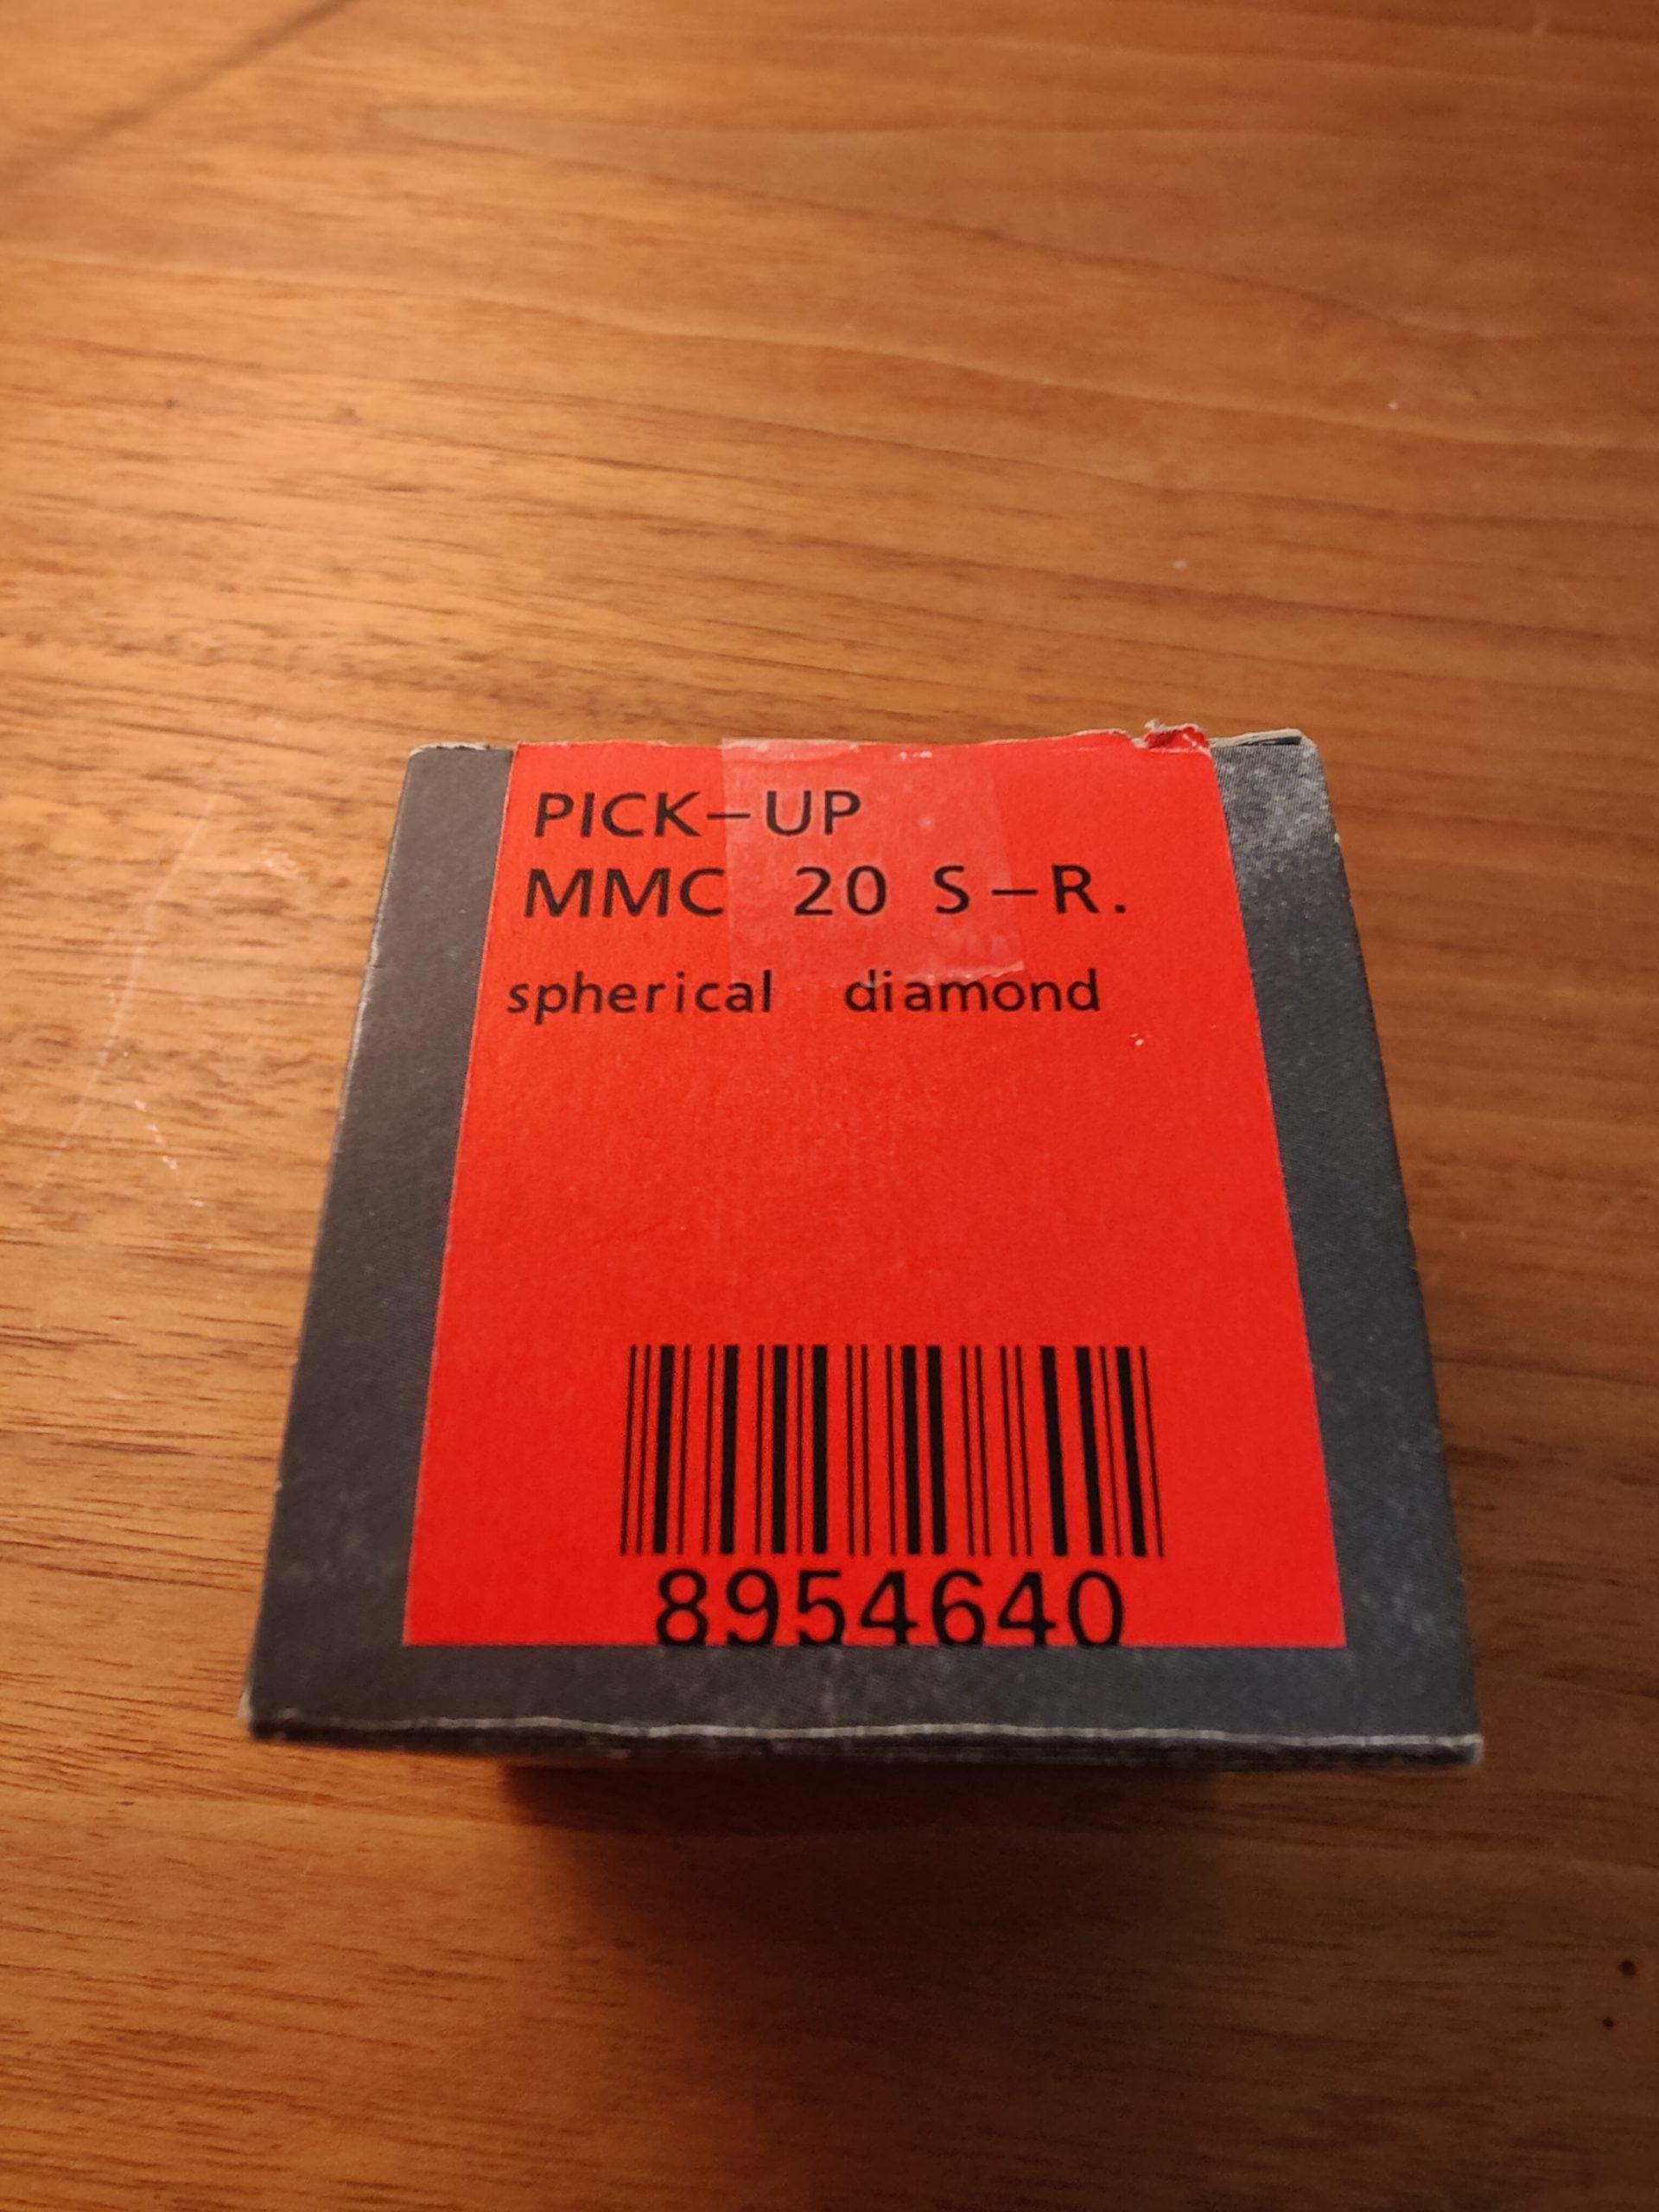 PICK-UP
MMC 20 S-R.
spherical diamond
8954640